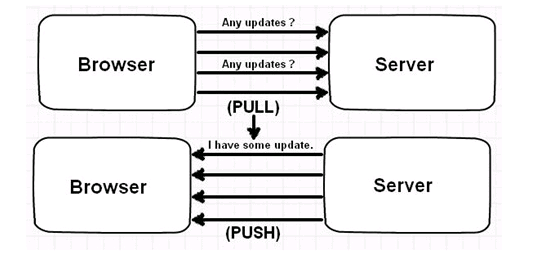 Any updates ?
Browser
Server
Any updates ?
(PULL)
I have some update.
Browser
Server
(PUSH)